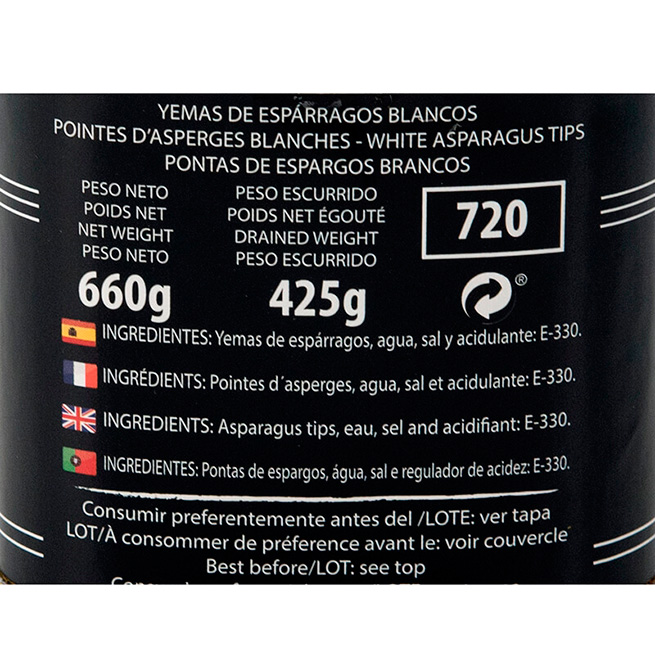 YEMAS DE ESPÁRRAGOS BLANCOS
POINTES D'ASPERGES BLANCHES - WHITE ASPARAGUS TIPS
PONTAS DE ESPARGOS BRANCOS
PESO NETO
POIDS NET
NET WEIGHT
PESO NETO
660g
PESO ESCURRIDO
POIDS NET ÉGOUTÉ
DRAINED WEIGHT
PESO ESCURRIDO
425g
720
®
INGREDIENTES: Yemas de espárragos, agua, sal y acidulante: E-330.
INGRÉDIENTS: Pointes d´asperges, agua, sal et acidulante: E-330.
INGREDIENTS: Asparagus tips, eau, sel and acidifiant: E-330.
INGREDIENTES: Pontas de espargos, água, sal e regulador de acidez: E-330.
Consumir preferentemente antes del /LOTE: ver tapa
LOT/À consommer de préference avant le: voir couvercle
Best before/LOT: see top